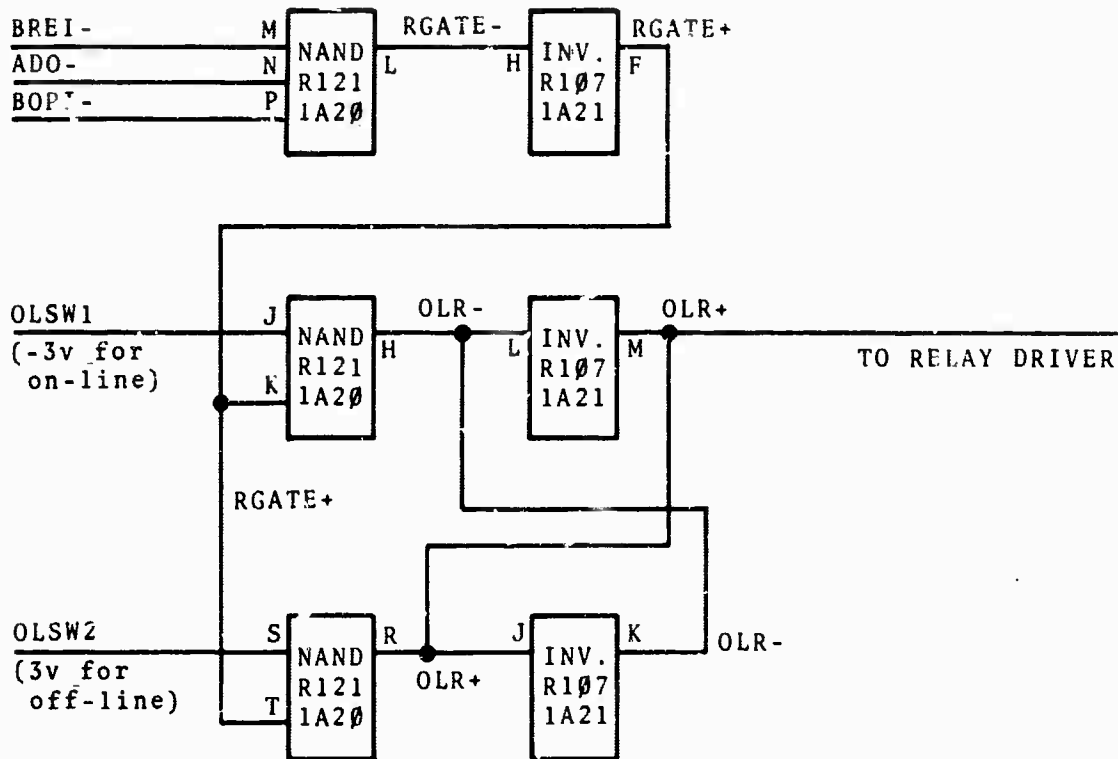 BREI- M NAND L RGATE- H INV. F RGATE+
ADO- N R121 R1Ø7
P 1A2Ø 1A21
OLSW1 J NAND H OLR- L INV. M OLR+
(-3v for on-line) K R121 1A2Ø R1Ø7 1A21
TO RELAY DRIVER
RGATE+
OLSW2 S NAND R OLR+ J INV. K OLR-
(3v for off-line) T R121 1A2Ø R1Ø7 1A21